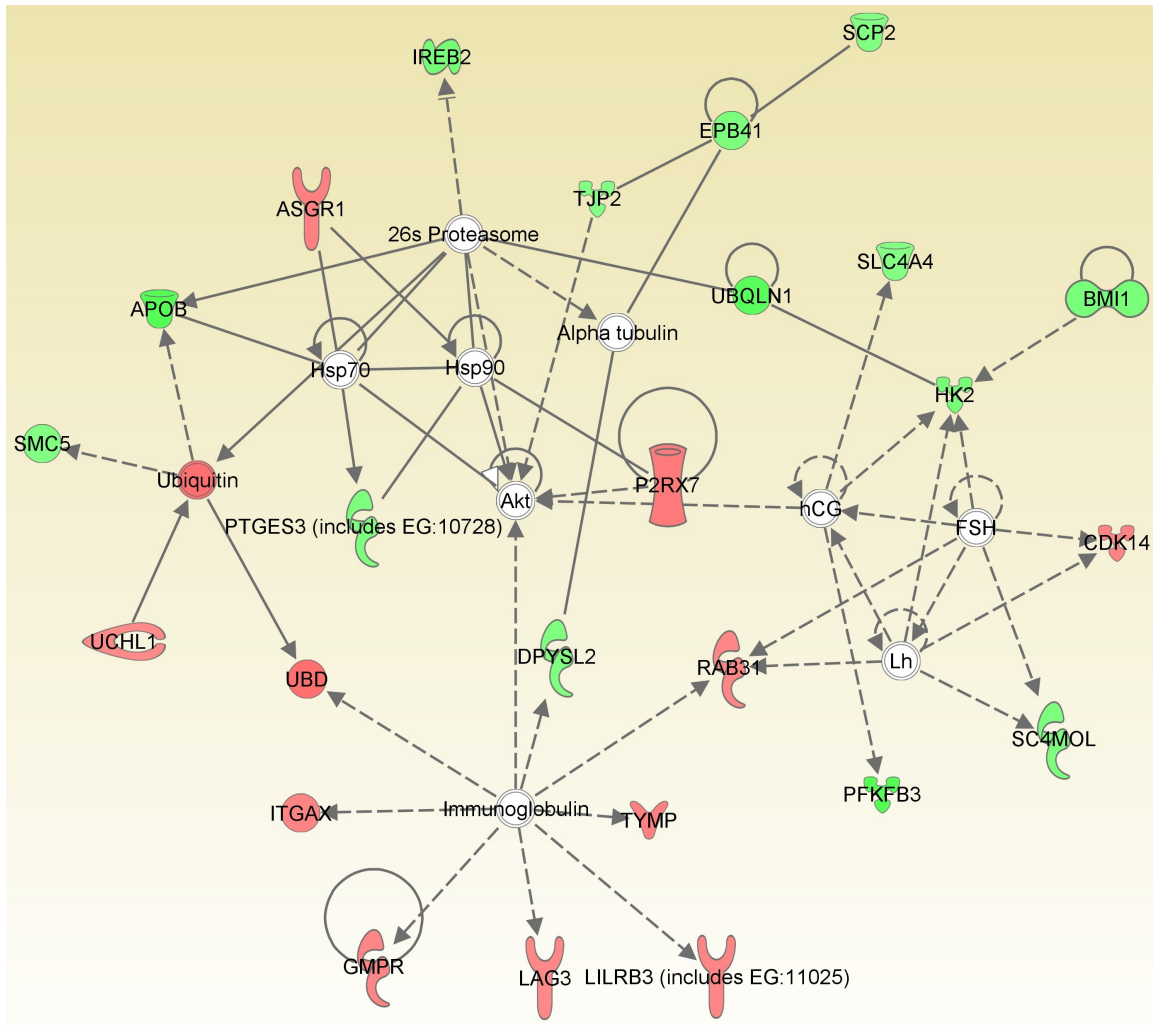 SCP2
IREB2
EPB41
TJP2
ASGR1
26s Proteasome
SLC4A4
UBQLN1
BMI1
APOB
Alpha tubulin
Hsp70
Hsp90
HK2
SMC5
Ubiquitin
P2RX7
Akt
hCG
PTGES3 (includes EG:10728)
FSH
CDK14
UCHL1
DPYSL2
RAB31
Lh
UBD
SC4MOL
PFKFB3
ITGAX
Immunoglobulin
TYMP
GMPR
LAG3
LILRB3 (includes EG:11025)